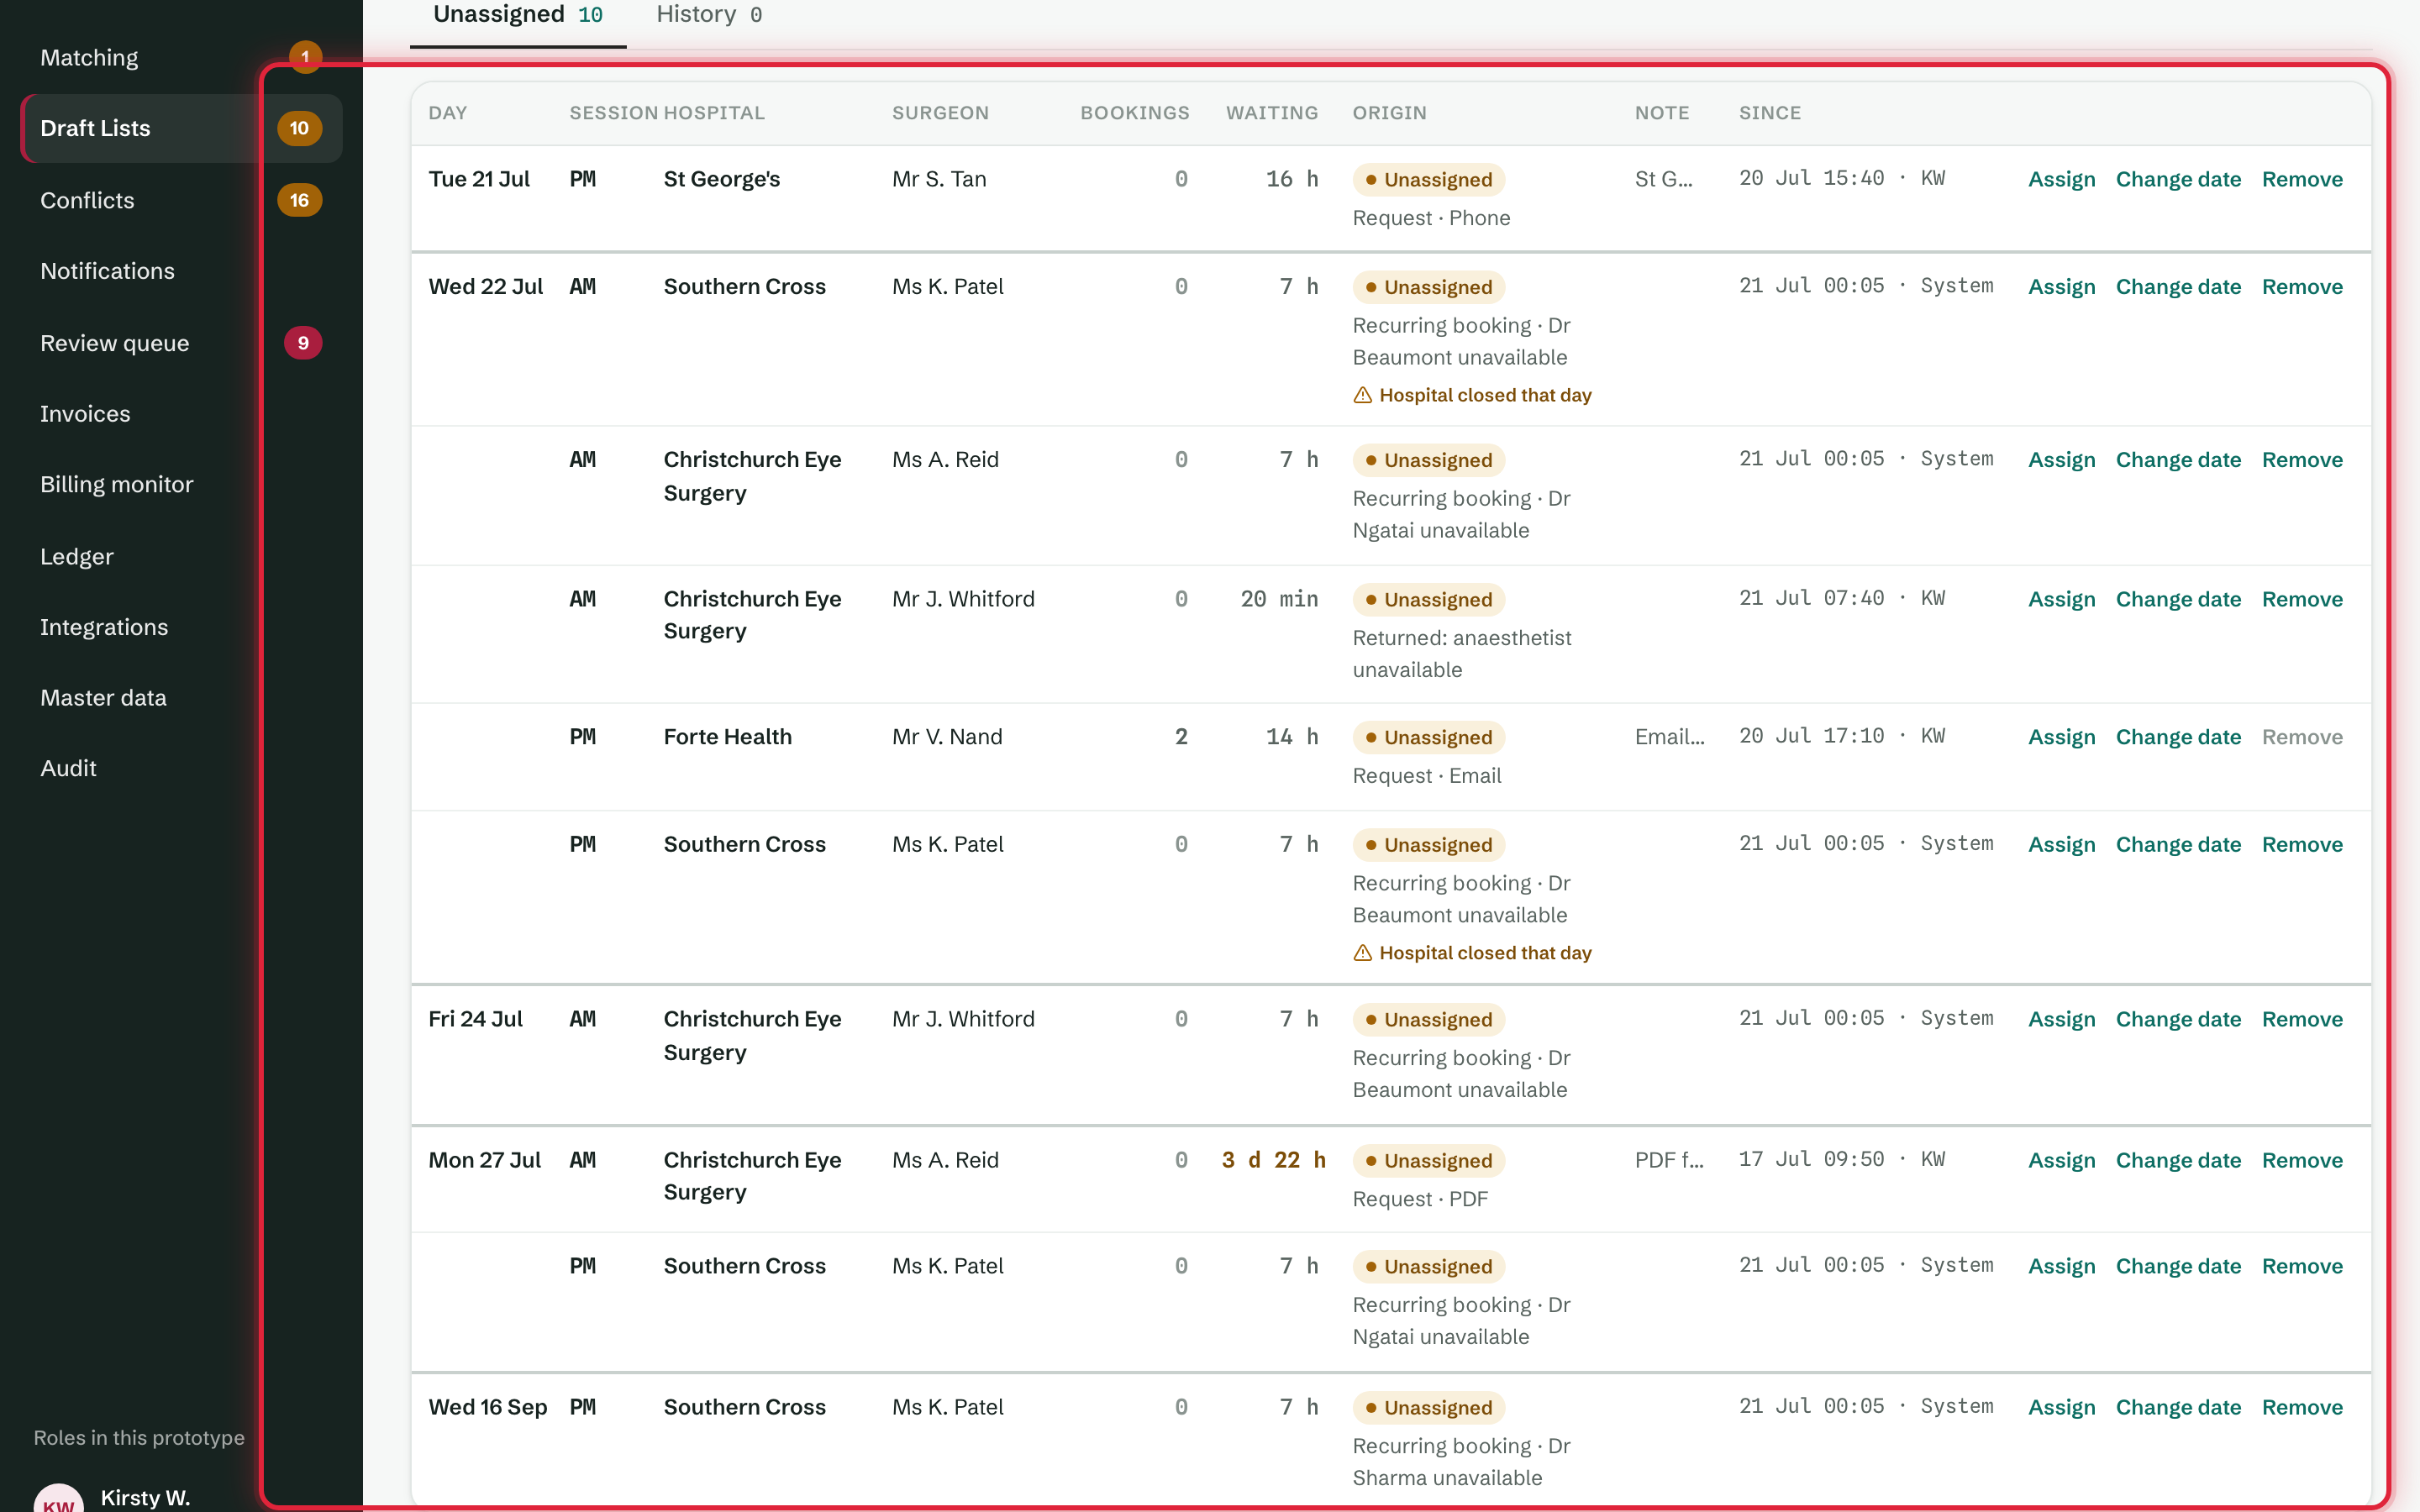 Unassigned 10 History 0
Matching 1
Draft Lists 10
Conflicts 16
Notifications
Review queue 9
Invoices
Billing monitor
Ledger
Integrations
Master data
Audit
Roles in this prototype
KW Kirsty W.
DAY SESSION HOSPITAL SURGEON BOOKINGS WAITING ORIGIN NOTE SINCE
Tue 21 Jul PM St George's Mr S. Tan 0 16 h Unassigned St G... 20 Jul 15:40 · KW Assign Change date Remove
Request · Phone
Wed 22 Jul AM Southern Cross Ms K. Patel 0 7 h Unassigned 21 Jul 00:05 · System Assign Change date Remove
Recurring booking · Dr
Beaumont unavailable
Hospital closed that day
AM Christchurch Eye Ms A. Reid 0 7 h Unassigned 21 Jul 00:05 · System Assign Change date Remove
Surgery Recurring booking · Dr
Ngatai unavailable
AM Christchurch Eye Mr J. Whitford 0 20 min Unassigned 21 Jul 07:40 · KW Assign Change date Remove
Surgery Returned: anaesthetist
unavailable
PM Forte Health Mr V. Nand 2 14 h Unassigned Email... 20 Jul 17:10 · KW Assign Change date Remove
Request · Email
PM Southern Cross Ms K. Patel 0 7 h Unassigned 21 Jul 00:05 · System Assign Change date Remove
Recurring booking · Dr
Beaumont unavailable
Hospital closed that day
Fri 24 Jul AM Christchurch Eye Mr J. Whitford 0 7 h Unassigned 21 Jul 00:05 · System Assign Change date Remove
Surgery Recurring booking · Dr
Beaumont unavailable
Mon 27 Jul AM Christchurch Eye Ms A. Reid 0 3 d 22 h Unassigned PDF f... 17 Jul 09:50 · KW Assign Change date Remove
Surgery Request · PDF
PM Southern Cross Ms K. Patel 0 7 h Unassigned 21 Jul 00:05 · System Assign Change date Remove
Recurring booking · Dr
Ngatai unavailable
Wed 16 Sep PM Southern Cross Ms K. Patel 0 7 h Unassigned 21 Jul 00:05 · System Assign Change date Remove
Recurring booking · Dr
Sharma unavailable